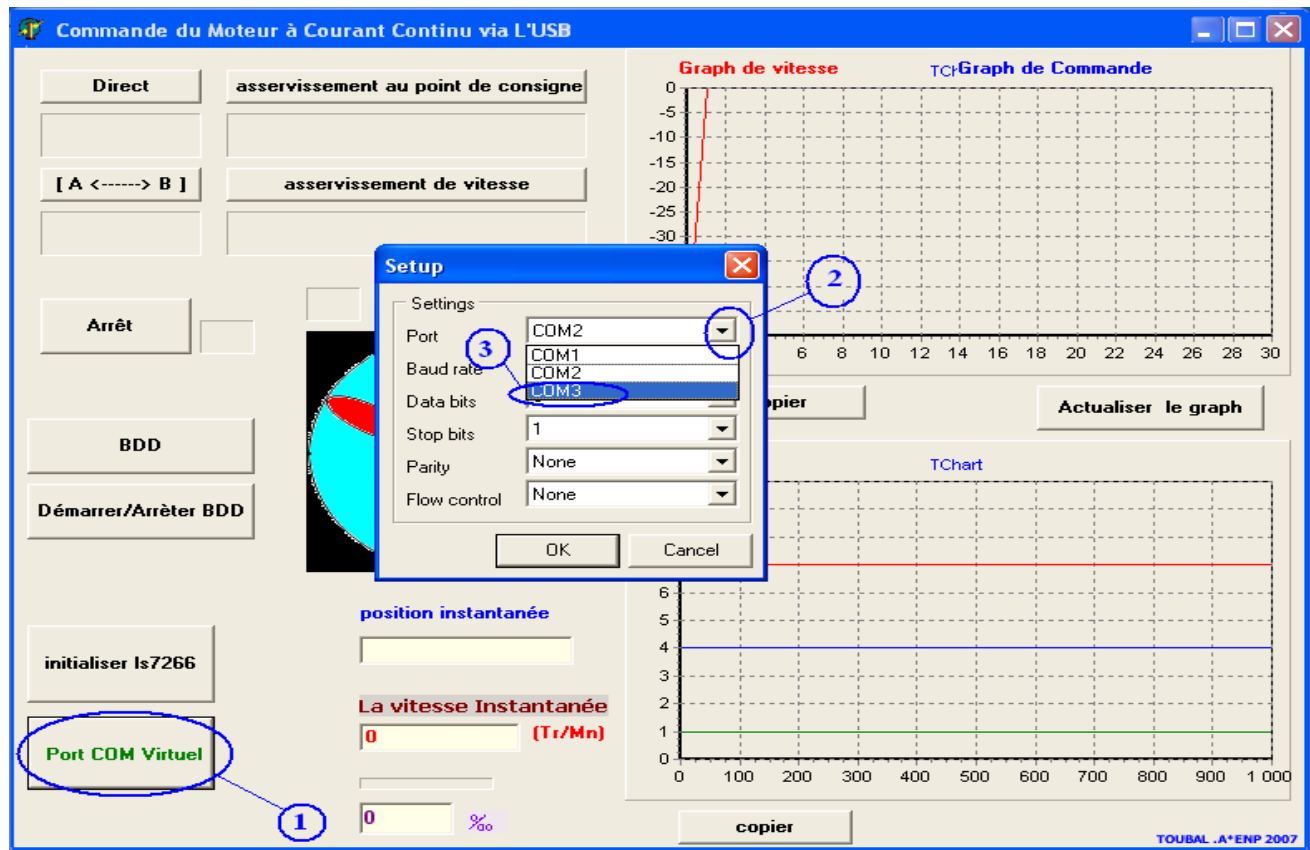 Commande du Moteur à Courant Continu via L'USB
Direct
asservissement au point de consigne
[ A <------> B ]
asservissement de vitesse
Arrêt
BDD
Démarrer/Arrèter BDD
initialiser ls7266
Port COM Virtuel
1
position instantanée
La vitesse Instantanée
0
(Tr/Mn)
0
%o
Setup
Settings
Port
COM2
COM1
COM2
COM3
Baud rate
Data bits
Stop bits
1
Parity
None
Flow control
None
OK
Cancel
2
3
Graph de vitesse
Graph de Commande
0
-5
-10
-15
-20
-25
-30
6 8 10 12 14 16 18 20 22 24 26 28 30
Actualiser le graph
TChart
6
5
4
3
2
1
0
0 100 200 300 400 500 600 700 800 900 1 000
copier
TOUBAL .A*ENP 2007